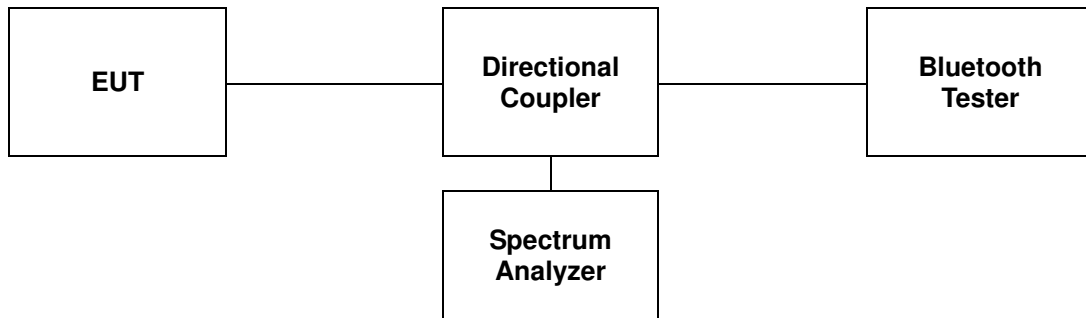 EUT
Directional
Coupler
Bluetooth
Tester
Spectrum
Analyzer